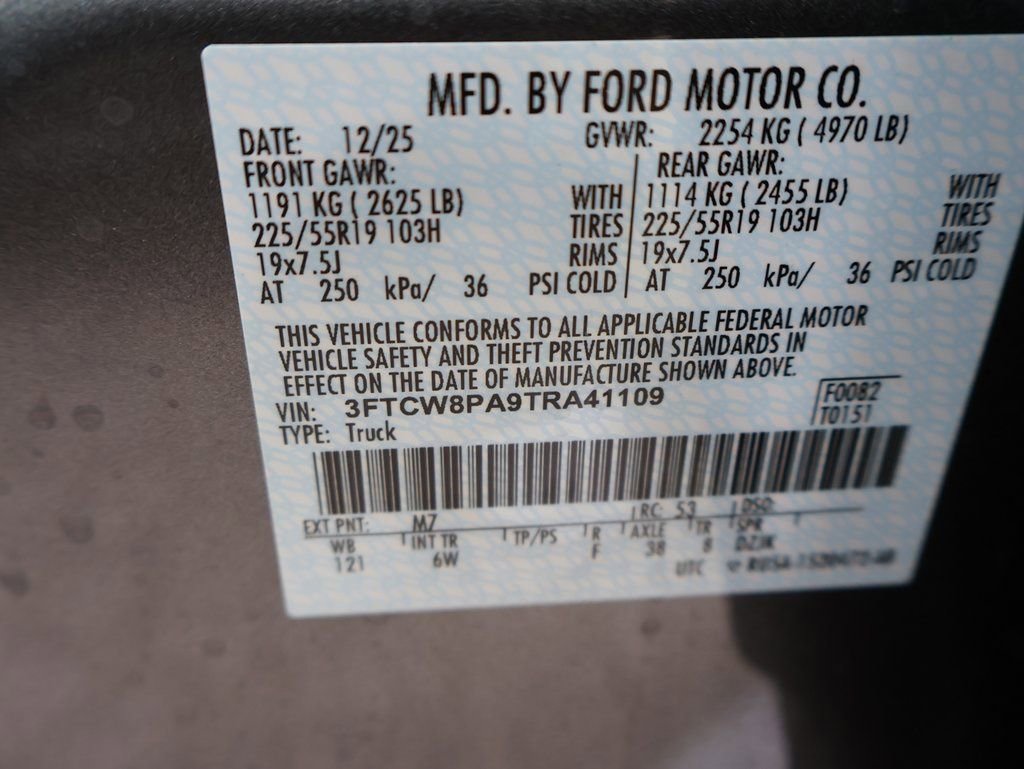 MFD. BY FORD MOTOR CO.
DATE: 12/25 GVWR: 2254 KG ( 4970 LB)
FRONT GAWR: REAR GAWR:
1191 KG ( 2625 LB) WITH 1114 KG ( 2455 LB) WITH
225/55R19 103H TIRES 225/55R19 103H TIRES
19x7.5J RIMS 19x7.5J RIMS
AT 250 kPa/ 36 PSI COLD AT 250 kPa/ 36 PSI COLD
THIS VEHICLE CONFORMS TO ALL APPLICABLE FEDERAL MOTOR
VEHICLE SAFETY AND THEFT PREVENTION STANDARDS IN
EFFECT ON THE DATE OF MANUFACTURE SHOWN ABOVE.
VIN: 3FTCW8PA9TRA41109 F0082
TYPE: Truck T0151
EXT PNT: M7 RC: 53 DSO:
WB INT TR TP/PS R AXLE TR SPR
121 6W F 38 8
UTC